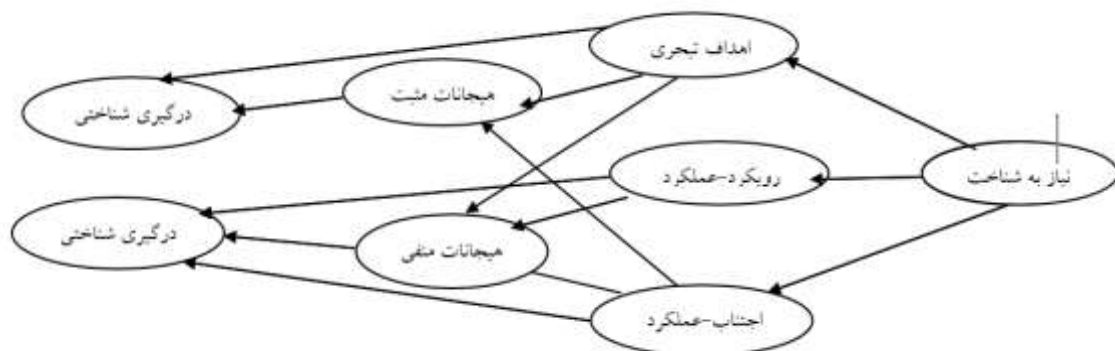 اهداف تبحری
هیجانات مثبت
درگیری شناختی
نیاز به شناخت
رویکرد-عملکرد
درگیری شناختی
هیجانات منفی
اجتناب-عملکرد